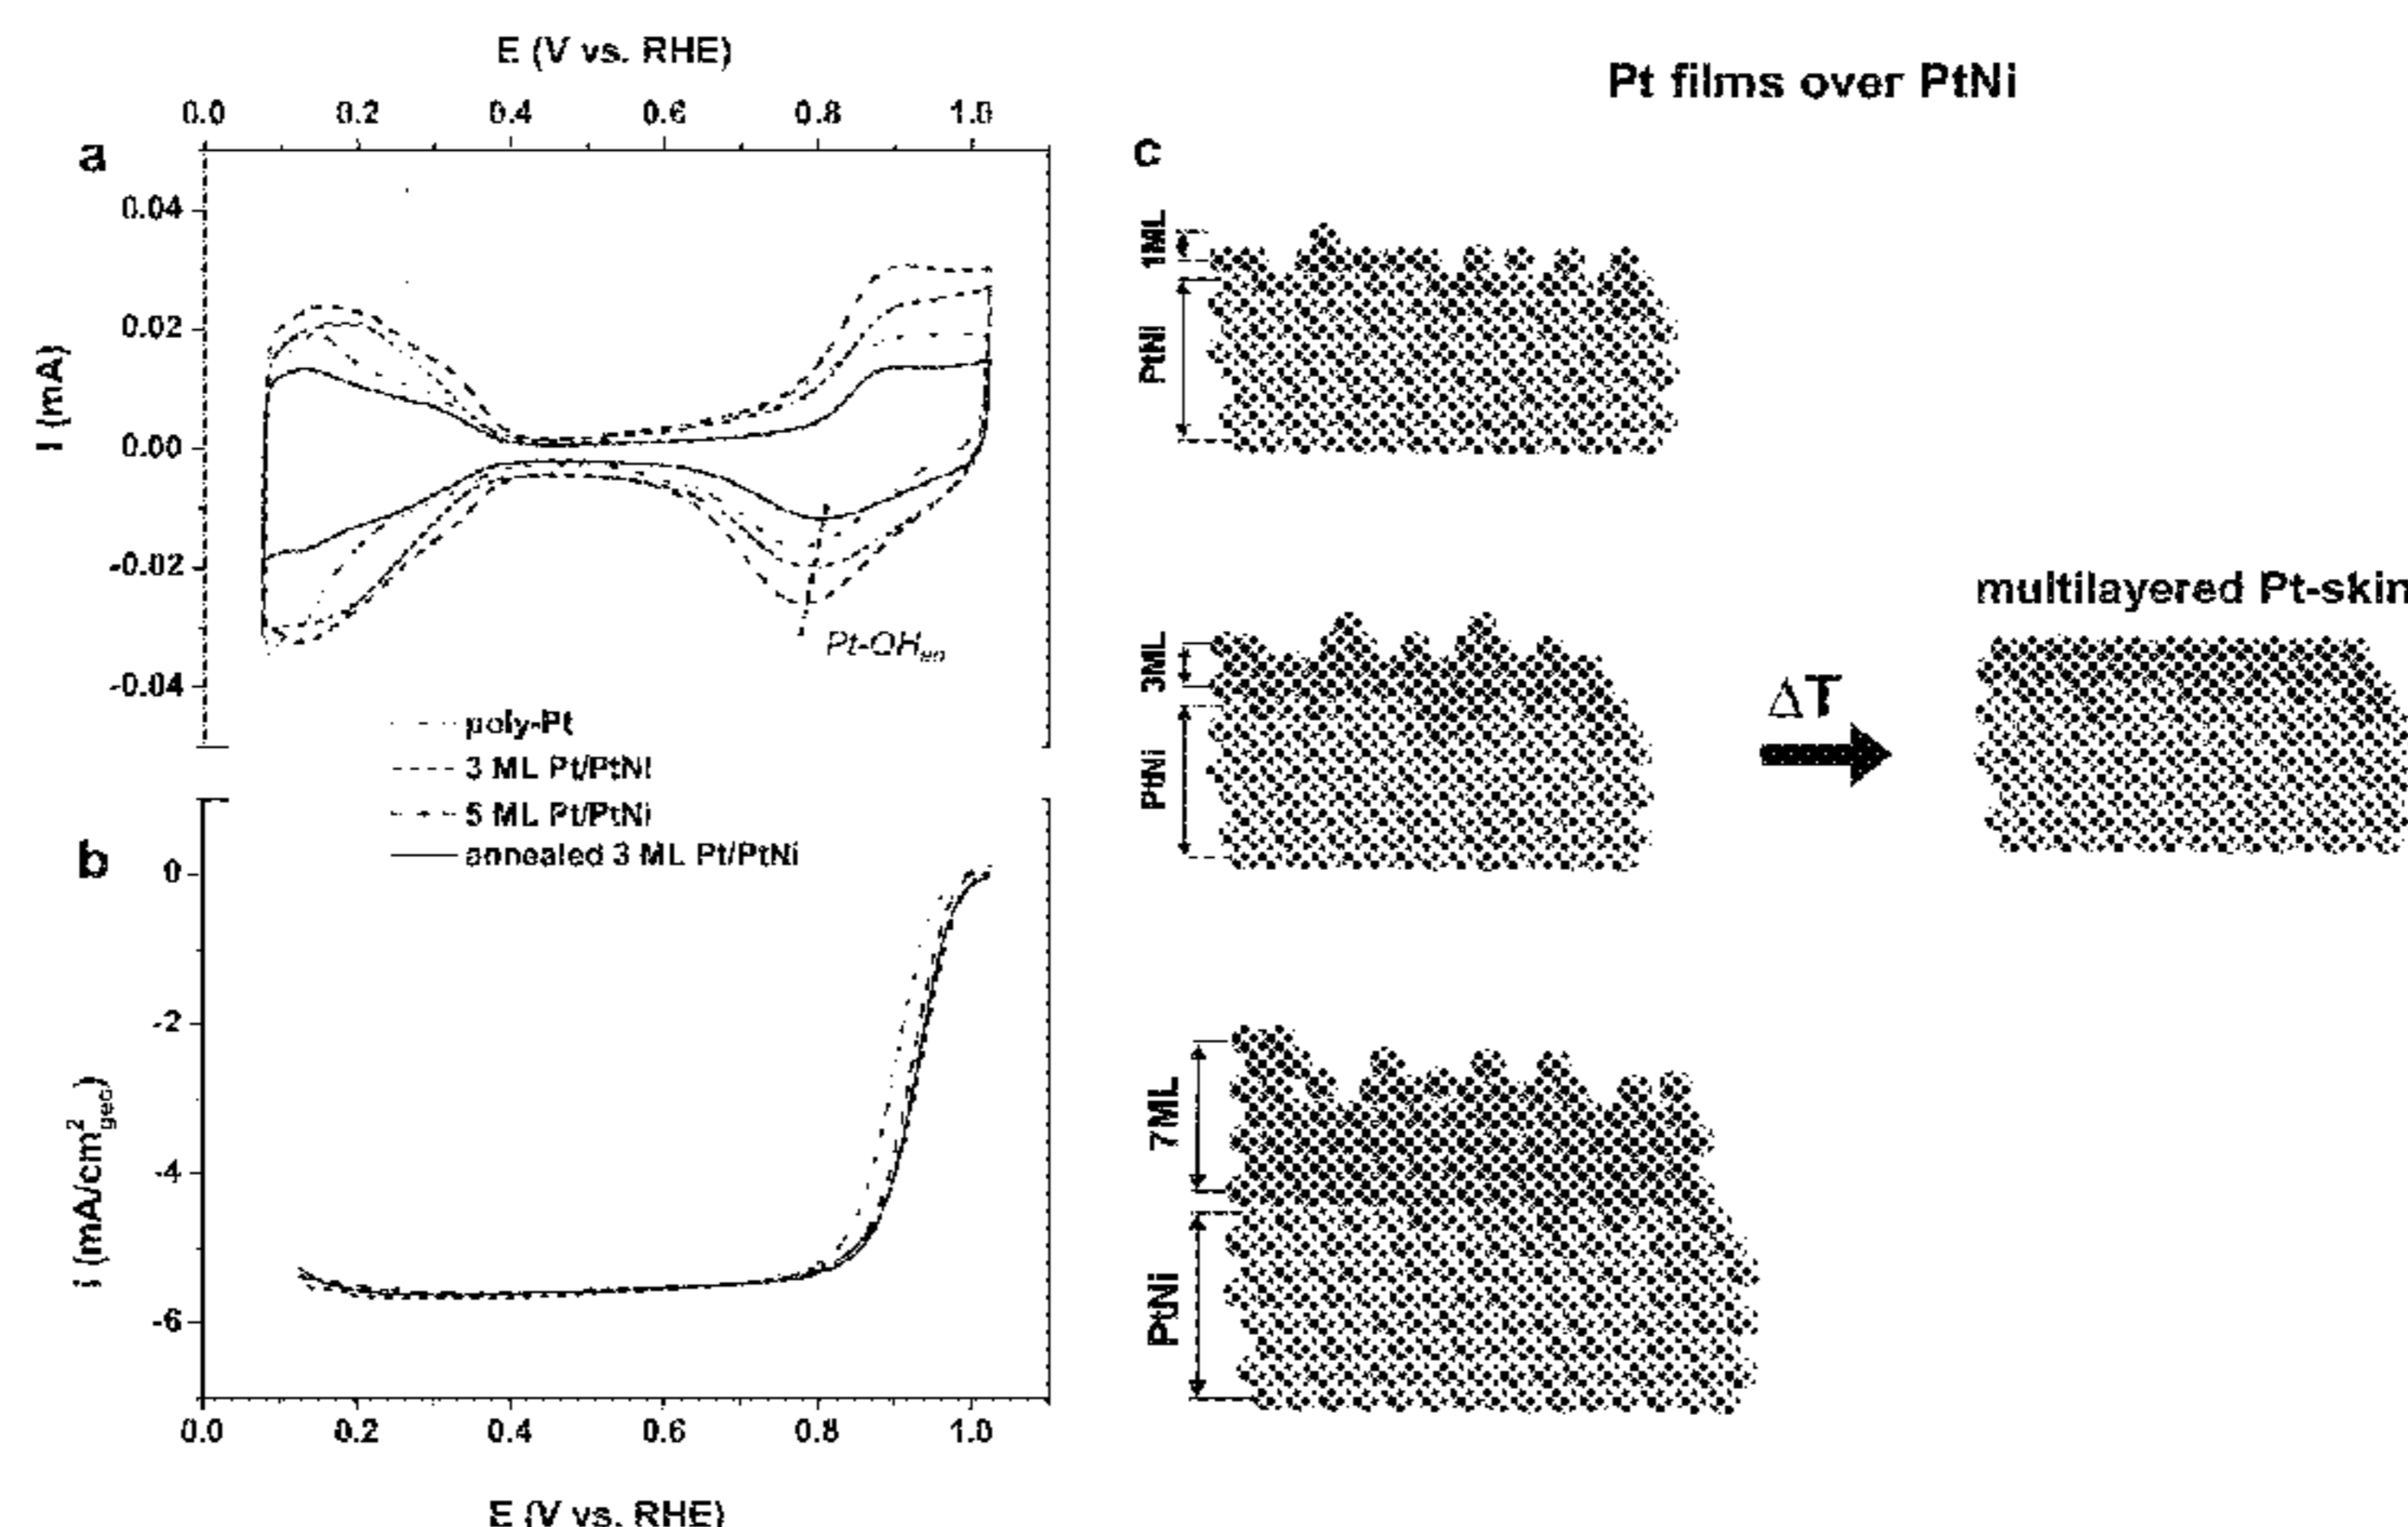 E (V vs. RHE)
0.0 0.2 0.4 0.6 0.8 1.0
a
0.04
0.02
0.00
-0.02
-0.04
I (mA)
Pt-OH
poly-Pt
3 ML Pt/PtNi
5 ML Pt/PtNi
annealed 3 ML Pt/PtNi
b
0
-2
-4
-6
i (mA/cm²geo)
0.0 0.2 0.4 0.6 0.8 1.0
E (V vs. RHE)
Pt films over PtNi
c
1ML
PtNi
3ML
PtNi
ΔT
multilayered Pt-skin
7ML
PtNi